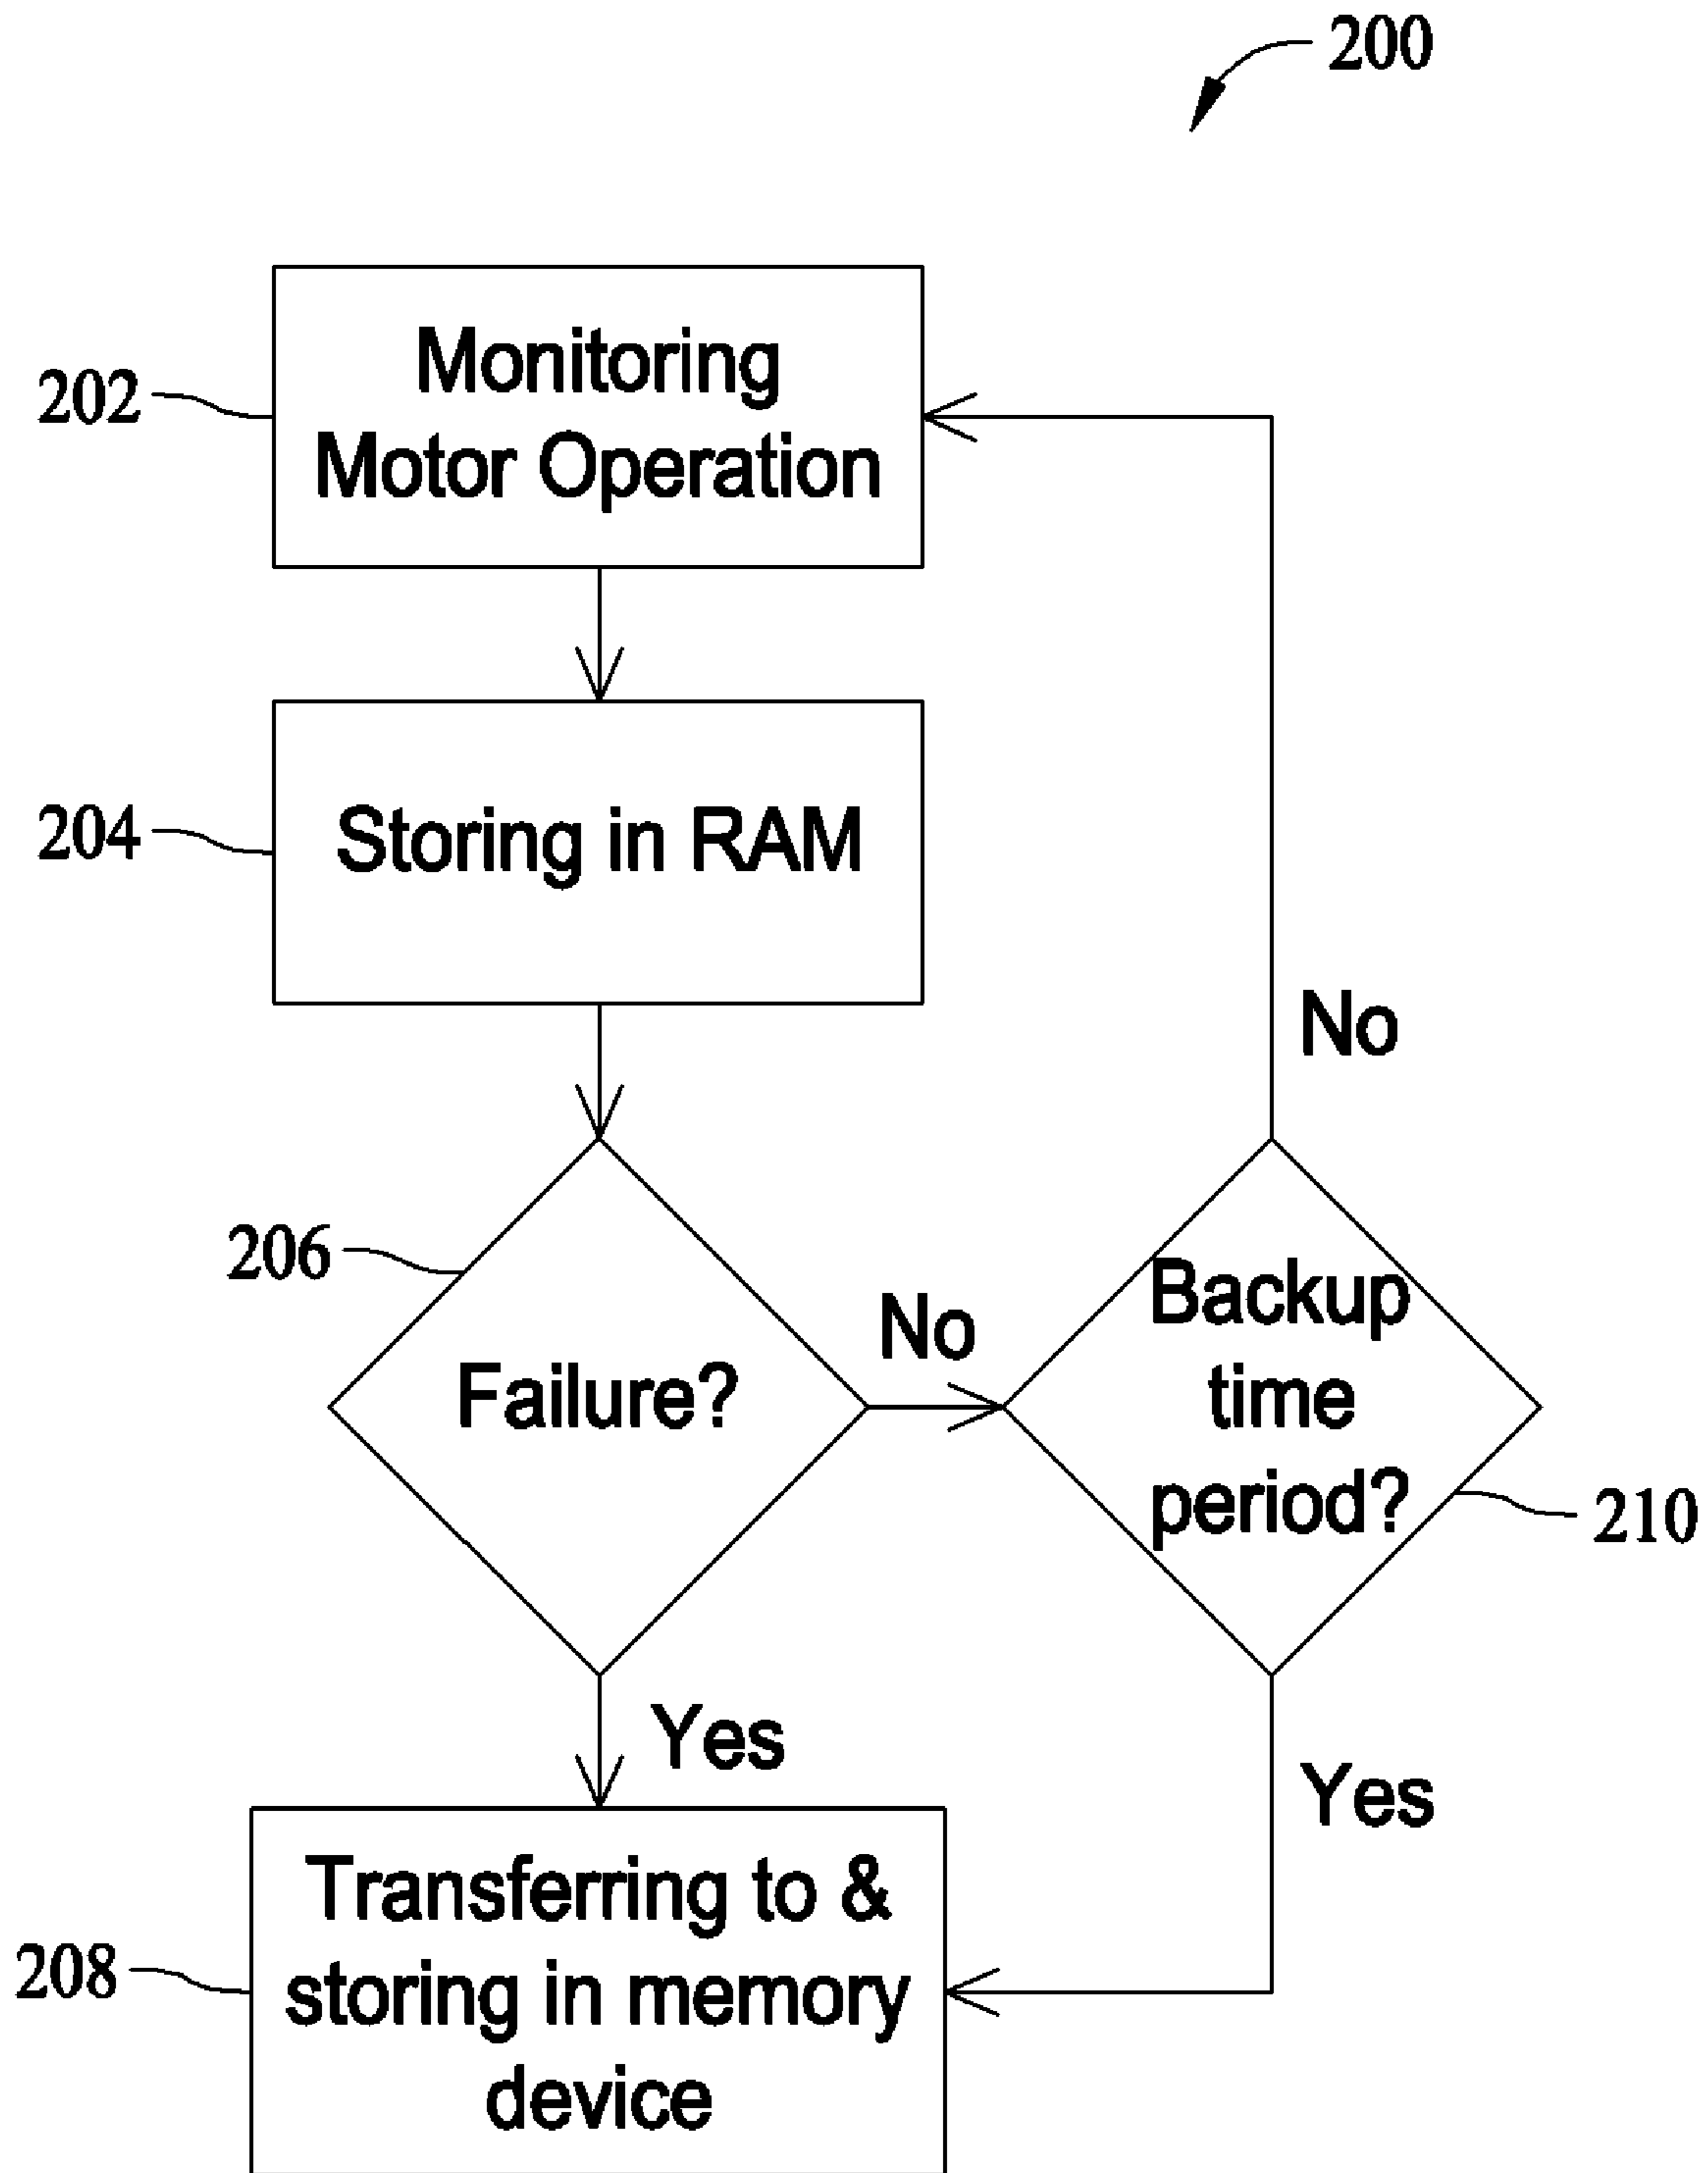 200
202
Monitoring
Motor Operation
204
Storing in RAM
No
206
Failure?
No
Backup
time
period?
210
Yes
Yes
208
Transferring to &
storing in memory
device